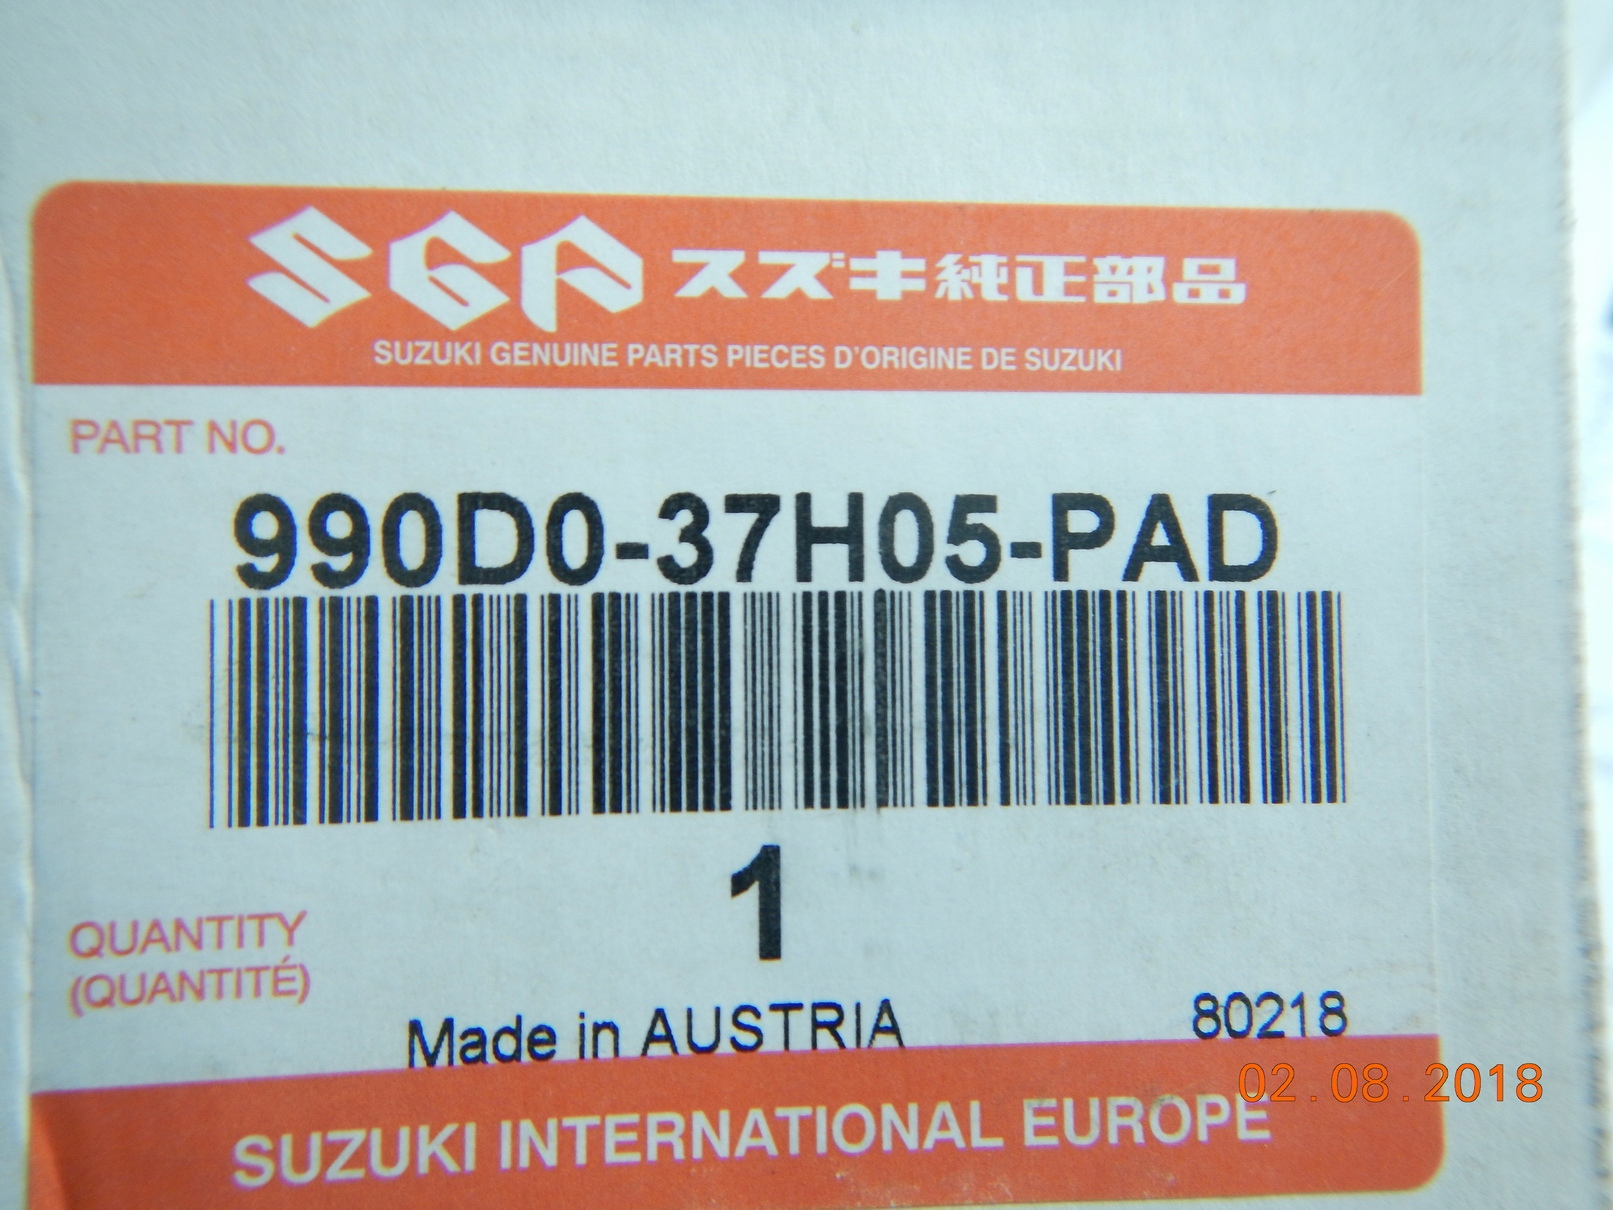 SGP スズキ純正部品
SUZUKI GENUINE PARTS PIECES D'ORIGINE DE SUZUKI
PART NO.
990D0-37H05-PAD
1
QUANTITY
(QUANTITÉ)
Made in AUSTRIA 80218
02.08.2018
SUZUKI INTERNATIONAL EUROPE